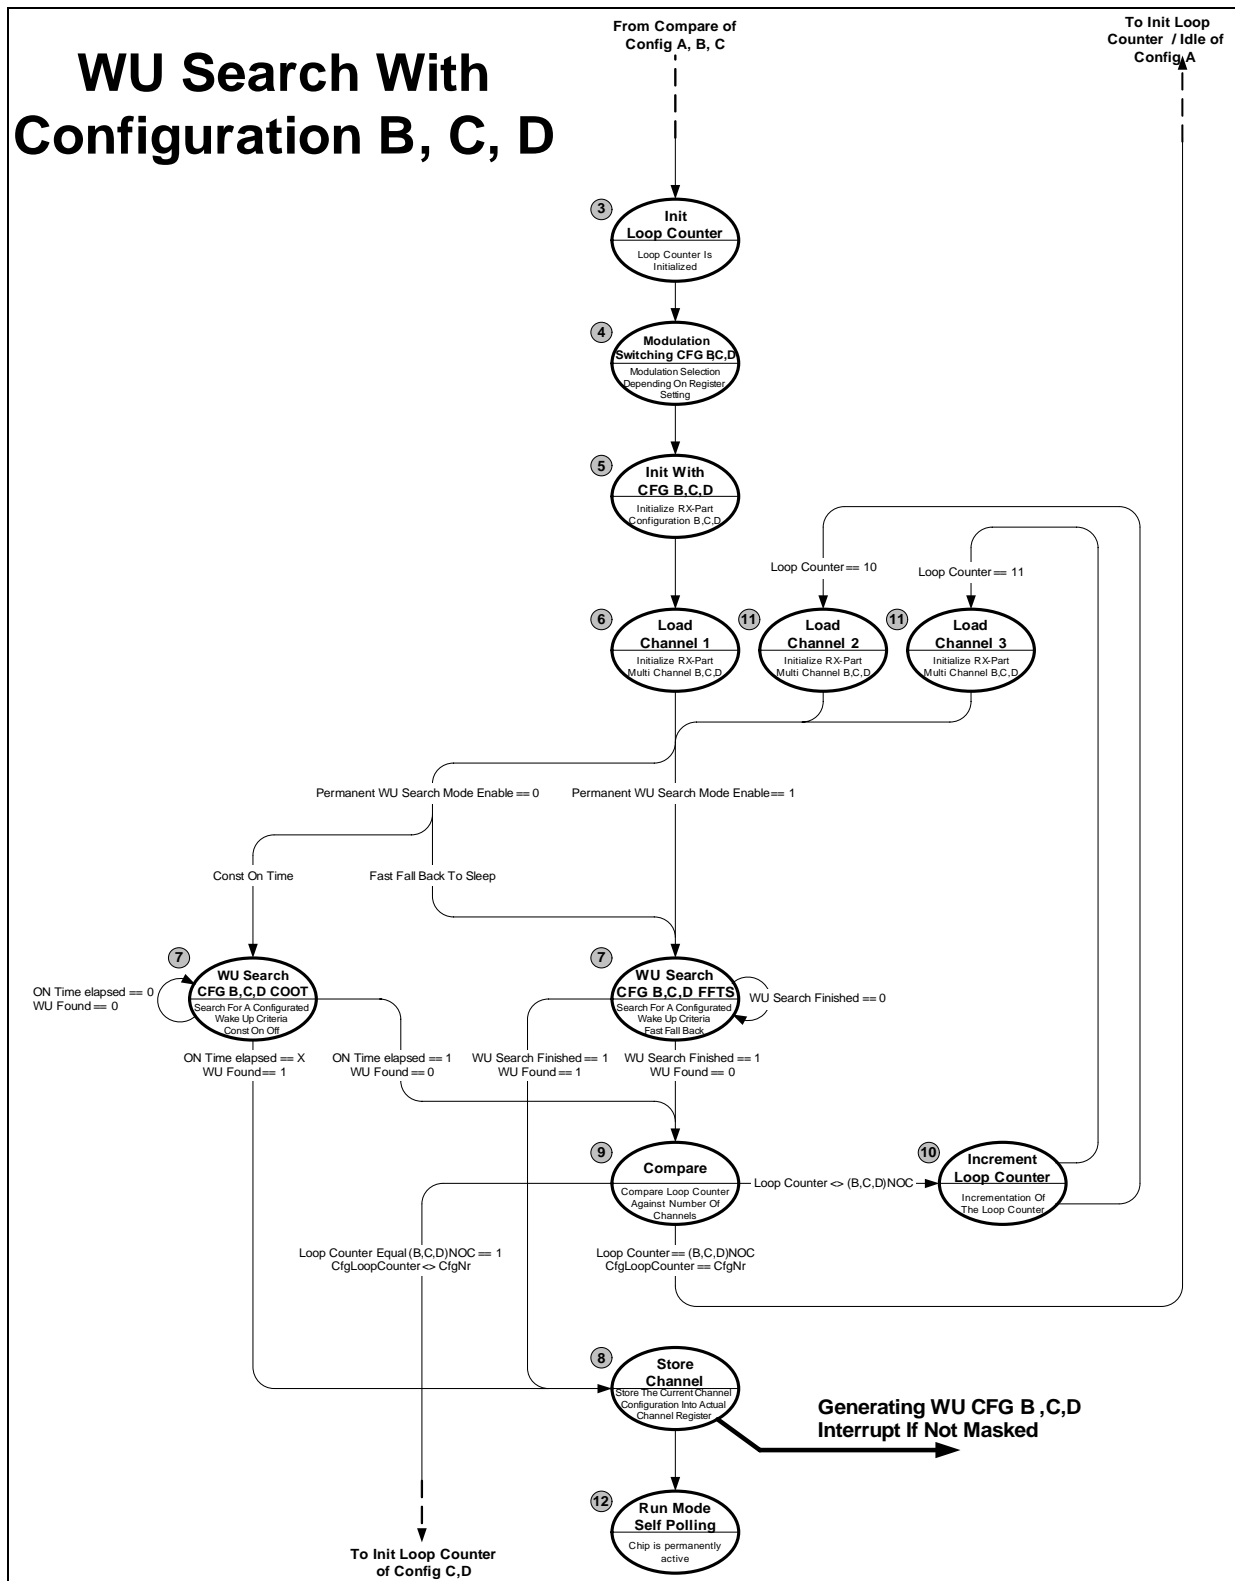 WU Search With
Configuration B, C, D
From Compare of
Config A, B, C
To Init Loop
Counter / Idle of
Config A
3
Init
Loop Counter
Loop Counter Is
Initialized
4
Modulation
Switching CFG B,C,D
Modulation Selection
Depending On Register
Setting
5
Init With
CFG B,C,D
Initialize RX-Part
Configuration B,C,D
Loop Counter == 10
Loop Counter == 11
6
Load
Channel 1
Initialize RX-Part
Multi Channel B,C,D
11
Load
Channel 2
Initialize RX-Part
Multi Channel B,C,D
11
Load
Channel 3
Initialize RX-Part
Multi Channel B,C,D
Permanent WU Search Mode Enable == 0
Permanent WU Search Mode Enable == 1
Const On Time
Fast Fall Back To Sleep
7
WU Search
CFG B,C,D COOT
Search For A Configurated
Wake Up Criteria
Const On Off
ON Time elapsed == 0
WU Found == 0
7
WU Search
CFG B,C,D FFTS
Search For A Configurated
Wake Up Criteria
Fast Fall Back
WU Search Finished == 0
ON Time elapsed == X
WU Found == 1
ON Time elapsed == 1
WU Found == 0
WU Search Finished == 1
WU Found == 1
WU Search Finished == 1
WU Found == 0
9
Compare
Compare Loop Counter
Against Number Of
Channels
Loop Counter <> (B,C,D)NOC
10
Increment
Loop Counter
Incrementation Of
The Loop Counter
Loop Counter Equal (B,C,D)NOC == 1
CfgLoopCounter <> CfgNr
Loop Counter == (B,C,D)NOC
CfgLoopCounter == CfgNr
8
Store
Channel
Store The Current Channel
Configuration Into Actual
Channel Register
Generating WU CFG B ,C,D
Interrupt If Not Masked
12
Run Mode
Self Polling
Chip is permanently
active
To Init Loop Counter
of Config C,D